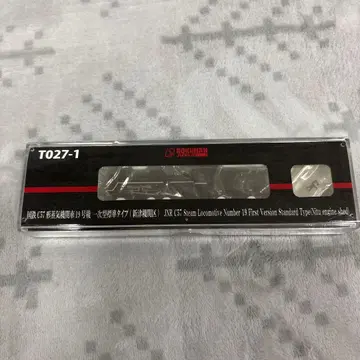 T027-1
ROKUHAN
国鉄 C57 形蒸気機関車 19 号機 一次型標準タイプ (新津機関区) JNR C57 Steam Locomotive Number 19 First Version Standard Type (Niitu engine shed)